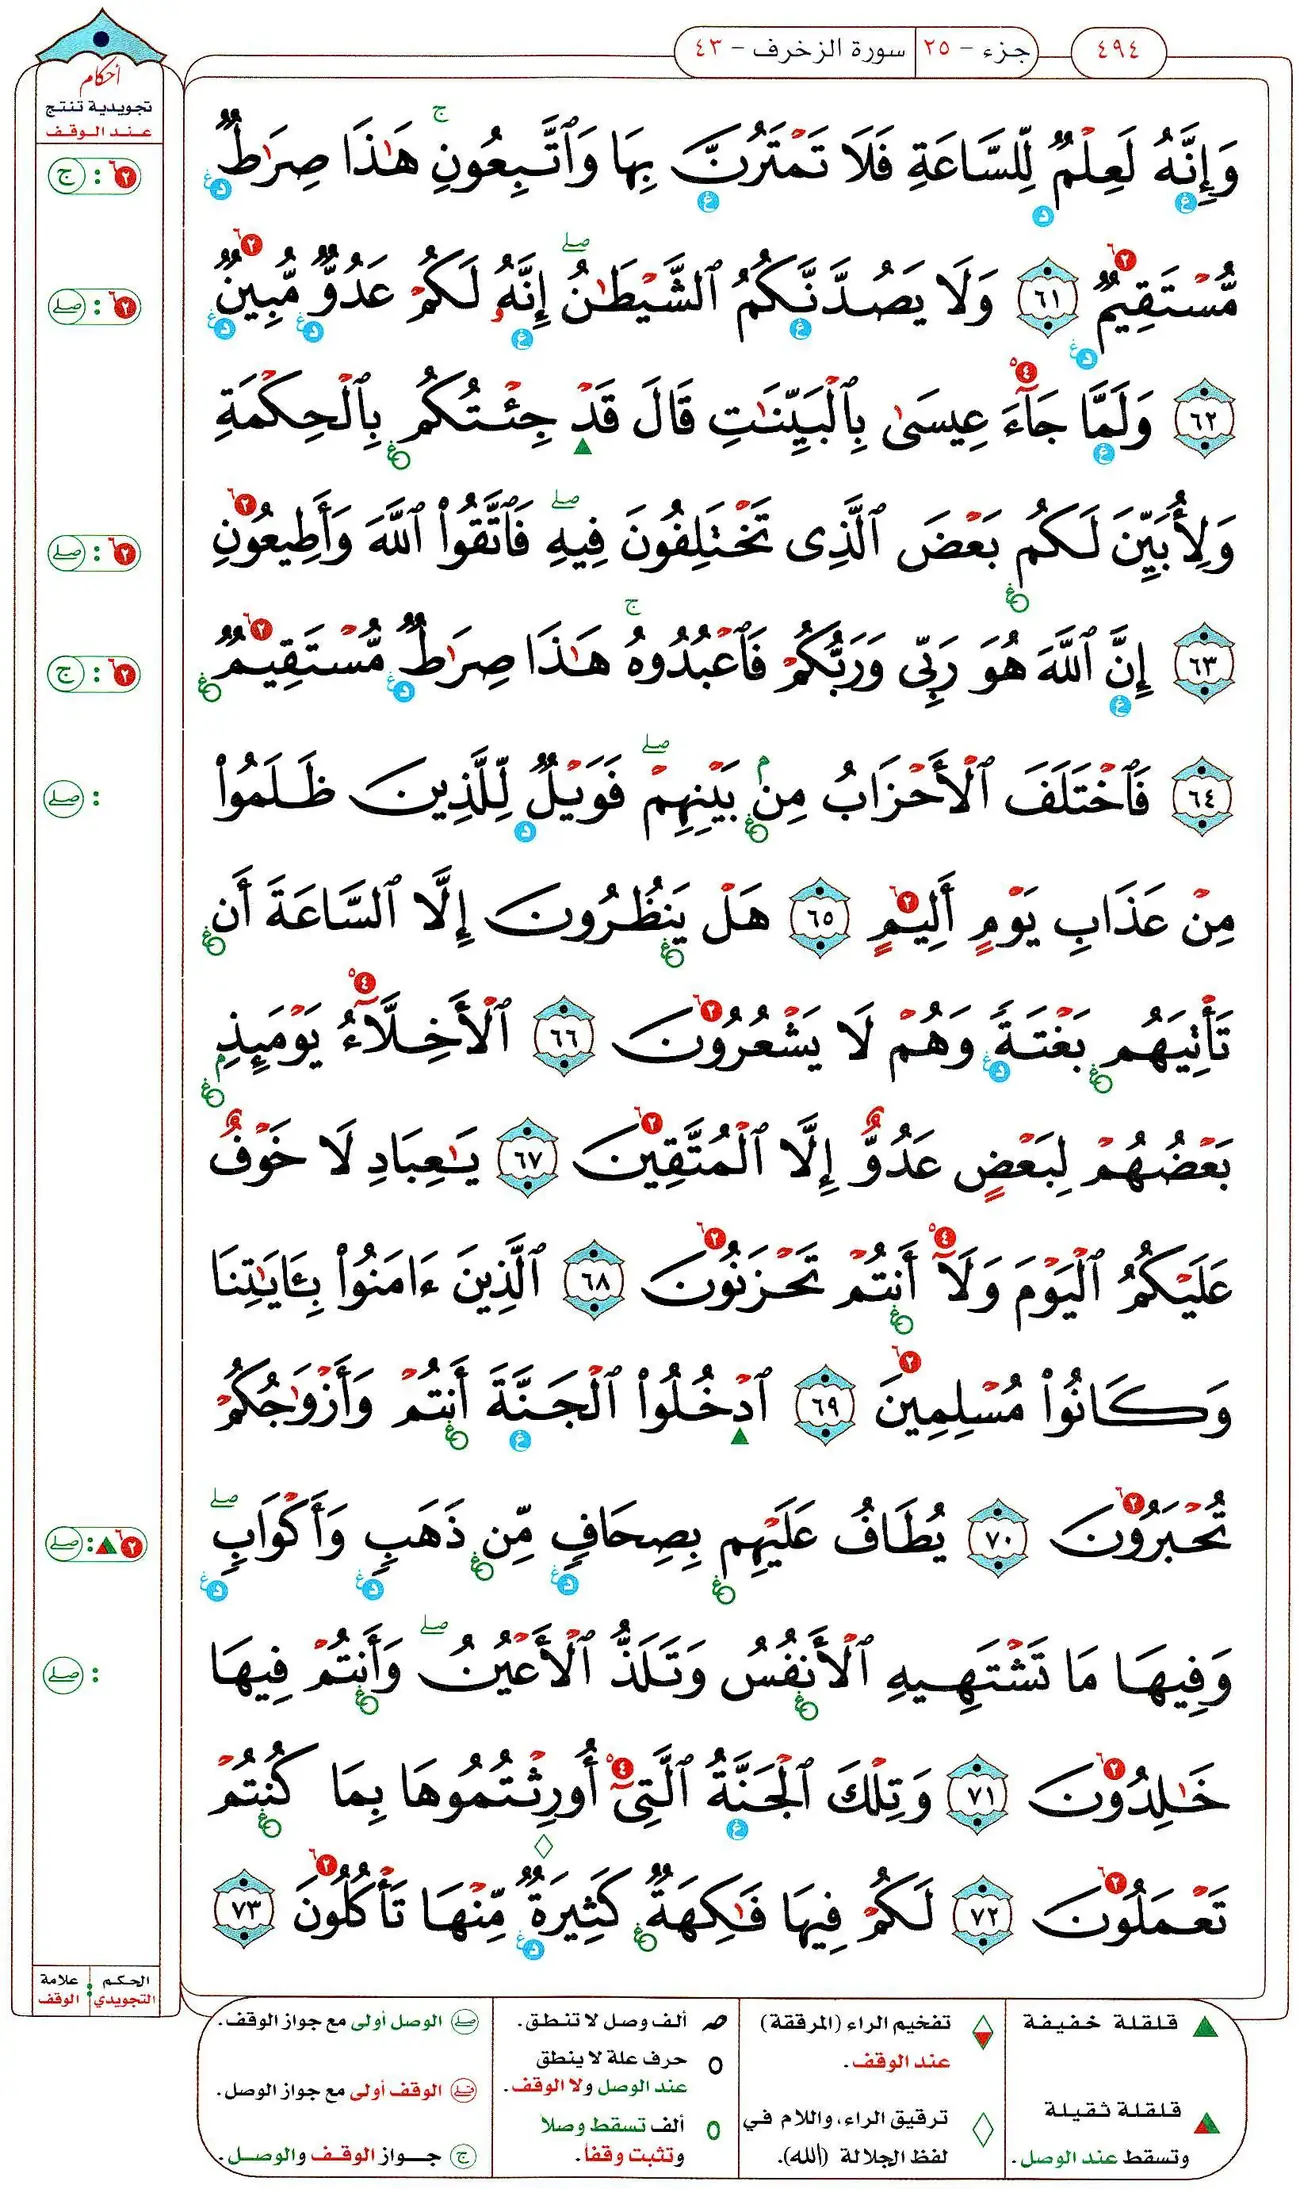 ٤٩٤
جزء - ٢٥
سورة الزخرف - ٤٣
أحكام
تجويدية تنتج
عند الوقف
وَإِنَّهُۥ لَعِلْمٌ لِّلسَّاعَةِ فَلَا تَمْتَرُنَّ بِهَا وَٱتَّبِعُونِ ۚ هَٰذَا صِرَٰطٌ
مُّسْتَقِيمٌ ٦١ وَلَا يَصُدَّنَّكُمُ ٱلشَّيْطَٰنُ ۖ إِنَّهُۥ لَكُمْ عَدُوٌّ مُّبِينٌ
٦٢ وَلَمَّا جَآءَ عِيسَىٰ بِٱلْبَيِّنَٰتِ قَالَ قَدْ جِئْتُكُم بِٱلْحِكْمَةِ
وَلِأُبَيِّنَ لَكُم بَعْضَ ٱلَّذِى تَخْتَلِفُونَ فِيهِ ۖ فَٱتَّقُوا۟ ٱللَّهَ وَأَطِيعُونِ
٦٣ إِنَّ ٱللَّهَ هُوَ رَبِّى وَرَبُّكُمْ فَٱعْبُدُوهُ ۚ هَٰذَا صِرَٰطٌ مُّسْتَقِيمٌ
٦٤ فَٱخْتَلَفَ ٱلْأَحْزَابُ مِنۢ بَيْنِهِمْ ۖ فَوَيْلٌ لِّلَّذِينَ ظَلَمُوا۟
مِنْ عَذَابِ يَوْمٍ أَلِيمٍ ٦٥ هَلْ يَنظُرُونَ إِلَّا ٱلسَّاعَةَ أَن
تَأْتِيَهُم بَغْتَةً وَهُمْ لَا يَشْعُرُونَ ٦٦ ٱلْأَخِلَّآءُ يَوْمَئِذٍۭ
بَعْضُهُمْ لِبَعْضٍ عَدُوٌّ إِلَّا ٱلْمُتَّقِينَ ٦٧ يَٰعِبَادِ لَا خَوْفٌ
عَلَيْكُمُ ٱلْيَوْمَ وَلَآ أَنتُمْ تَحْزَنُونَ ٦٨ ٱلَّذِينَ ءَامَنُوا۟ بِـَٔايَٰتِنَا
وَكَانُوا۟ مُسْلِمِينَ ٦٩ ٱدْخُلُوا۟ ٱلْجَنَّةَ أَنتُمْ وَأَزْوَٰجُكُمْ
تُحْبَرُونَ ٧٠ يُطَافُ عَلَيْهِم بِصِحَافٍ مِّن ذَهَبٍ وَأَكْوَابٍ ۖ
وَفِيهَا مَا تَشْتَهِيهِ ٱلْأَنفُسُ وَتَلَذُّ ٱلْأَعْيُنُ ۖ وَأَنتُمْ فِيهَا
خَٰلِدُونَ ٧١ وَتِلْكَ ٱلْجَنَّةُ ٱلَّتِىٓ أُورِثْتُمُوهَا بِمَا كُنتُمْ
تَعْمَلُونَ ٧٢ لَكُمْ فِيهَا فَٰكِهَةٌ كَثِيرَةٌ مِّنْهَا تَأْكُلُونَ ٧٣
الحكم التجويدي : علامة الوقف
قلقلة خفيفة
قلقلة ثقيلة
وتسقط عند الوصل.
تفخيم الراء (المرققة)
عند الوقف.
ترقيق الراء، واللام في
لفظ الجلالة (الله).
ألف وصل لا تنطق.
حرف علة لا ينطق
عند الوصل ولا الوقف.
ألف تسقط وصلاً
وتثبت وقفاً.
صلے الوصل أولى مع جواز الوقف.
قلے الوقف أولى مع جواز الوصل.
ج جـواز الوقـف والوصـل.